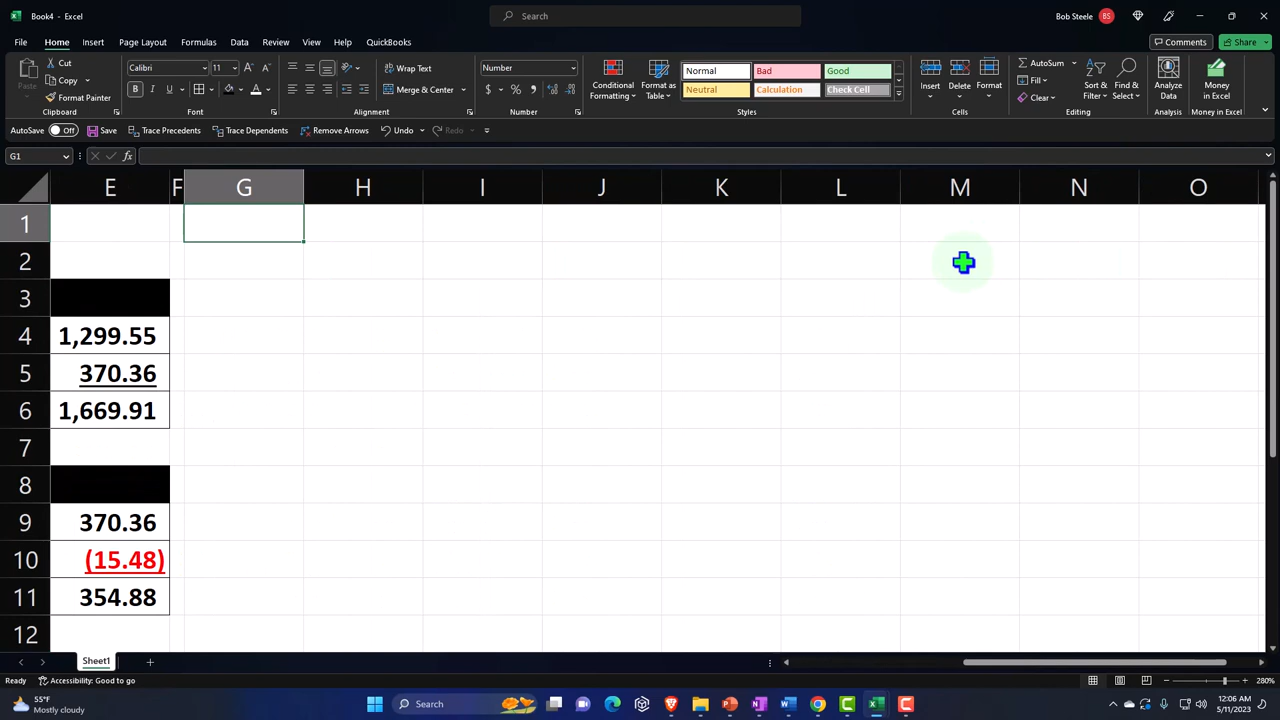 Book4 - Excel
Search
Bob Steele
BS
File
Home
Insert
Page Layout
Formulas
Data
Review
View
Help
QuickBooks
Comments
Share
Paste
Cut
Copy
Format Painter
Clipboard
Calibri
11
B I U
Font
Wrap Text
Merge & Center
Alignment
Number
$ % ,
Number
Conditional Formatting
Format as Table
Normal
Bad
Good
Neutral
Calculation
Check Cell
Styles
Insert
Delete
Format
Cells
AutoSum
Fill
Clear
Sort & Filter
Find & Select
Editing
Analyze Data
Analysis
Money in Excel
Money in Excel
AutoSave Off
Save
Trace Precedents
Trace Dependents
Remove Arrows
Undo
Redo
G1
fx
E F G H I J K L M N O
1
2
3
4 1,299.55
5 370.36
6 1,669.91
7
8
9 370.36
10 (15.48)
11 354.88
12
Sheet1
Ready
Accessibility: Good to go
280%
55°F
Mostly cloudy
Search
12:06 AM
5/11/2023